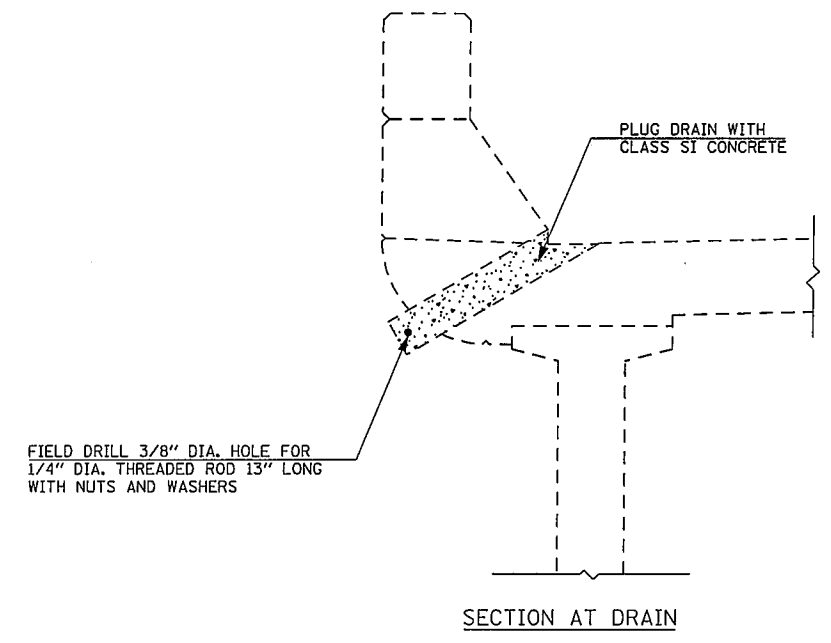 PLUG DRAIN WITH
CLASS SI CONCRETE
FIELD DRILL 3/8" DIA. HOLE FOR
1/4" DIA. THREADED ROD 13" LONG
WITH NUTS AND WASHERS
SECTION AT DRAIN